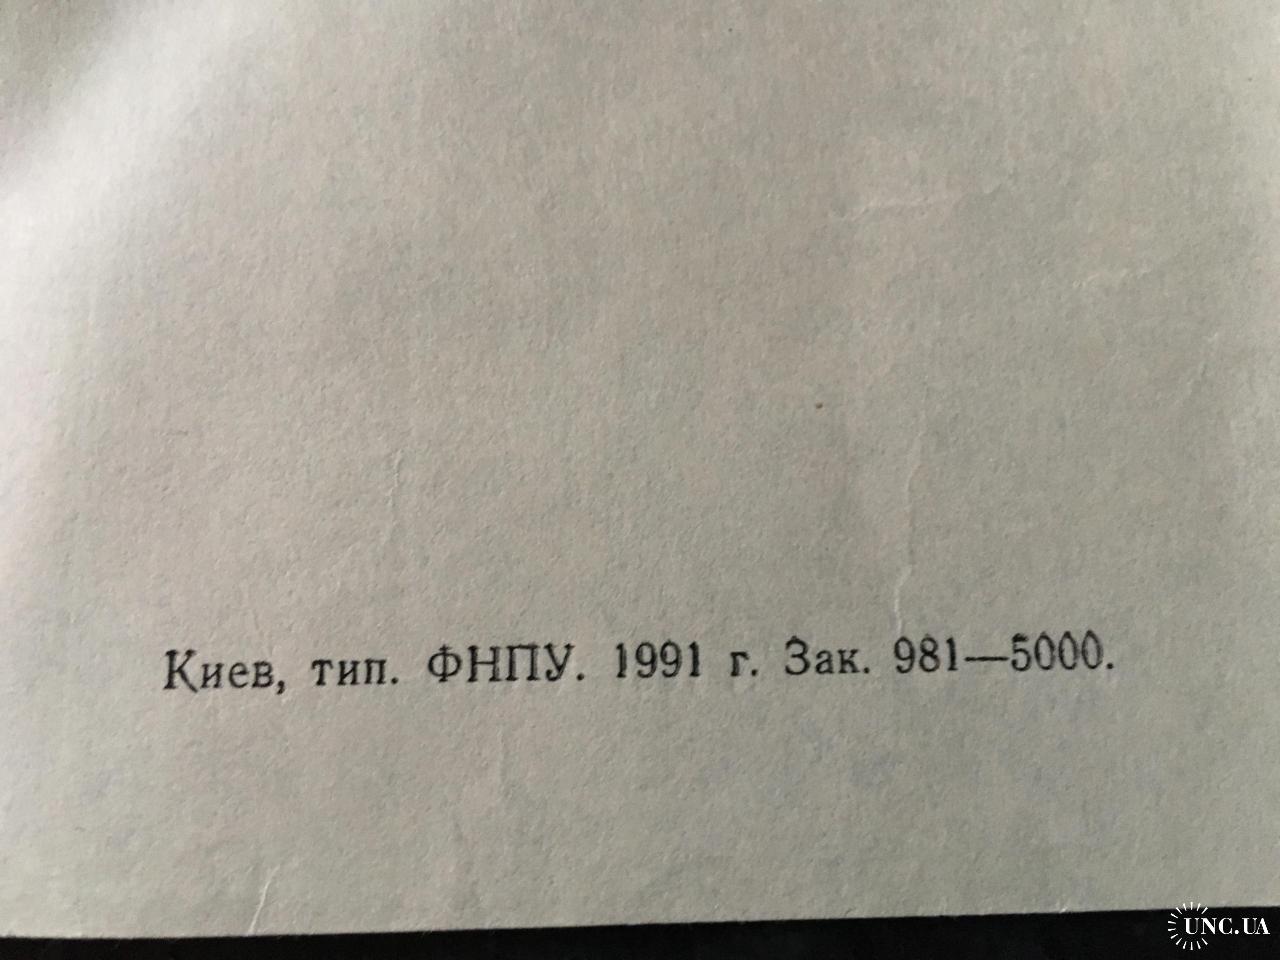 Киев, тип. ФНПУ. 1991 г. Зак. 981—5000.
UNC.UA